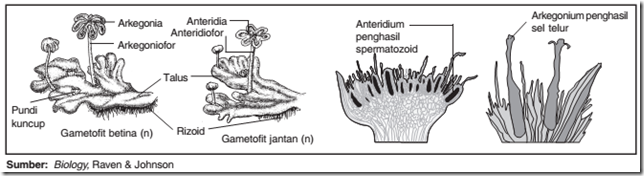 Arkegonia
Arkegoniofor
Anteridia
Anteridiofor
Talus
Pundi
kuncup
Gametofit betina (n)
Rizoid
Gametofit jantan (n)
Anteridium
penghasil
spermatozoid
Arkegonium penghasil
sel telur
Sumber: Biology, Raven & Johnson